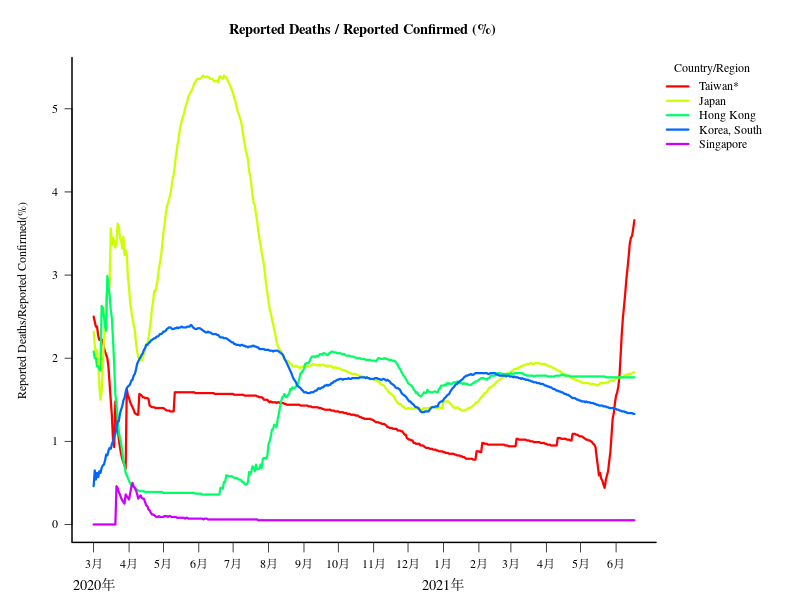 Reported Deaths / Reported Confirmed (%)
Country/Region
Taiwan*
Japan
Hong Kong
Korea, South
Singapore
Reported Deaths/Reported Confirmed(%)
5
4
3
2
1
0
3月 4月 5月 6月 7月 8月 9月 10月 11月 12月 1月 2月 3月 4月 5月 6月
2020年 2021年